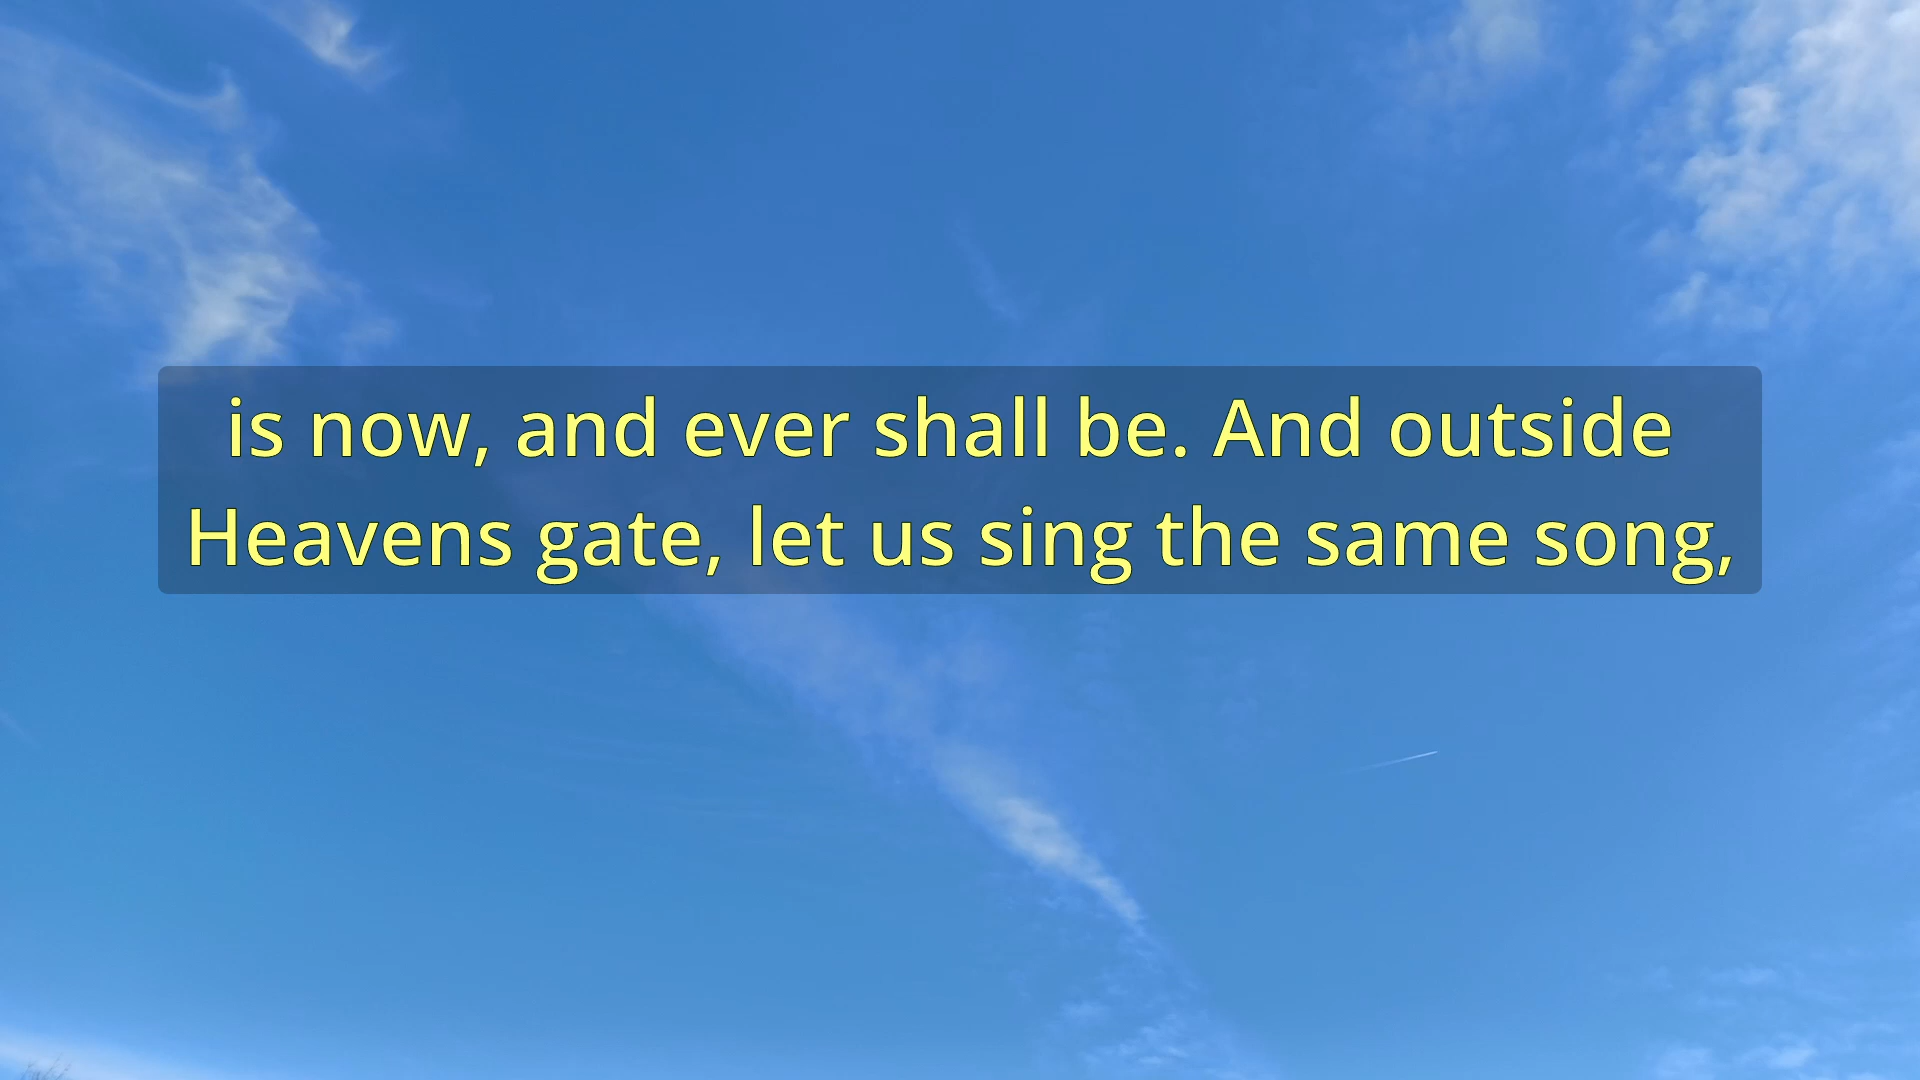 is now, and ever shall be. And outside
Heavens gate, let us sing the same song,